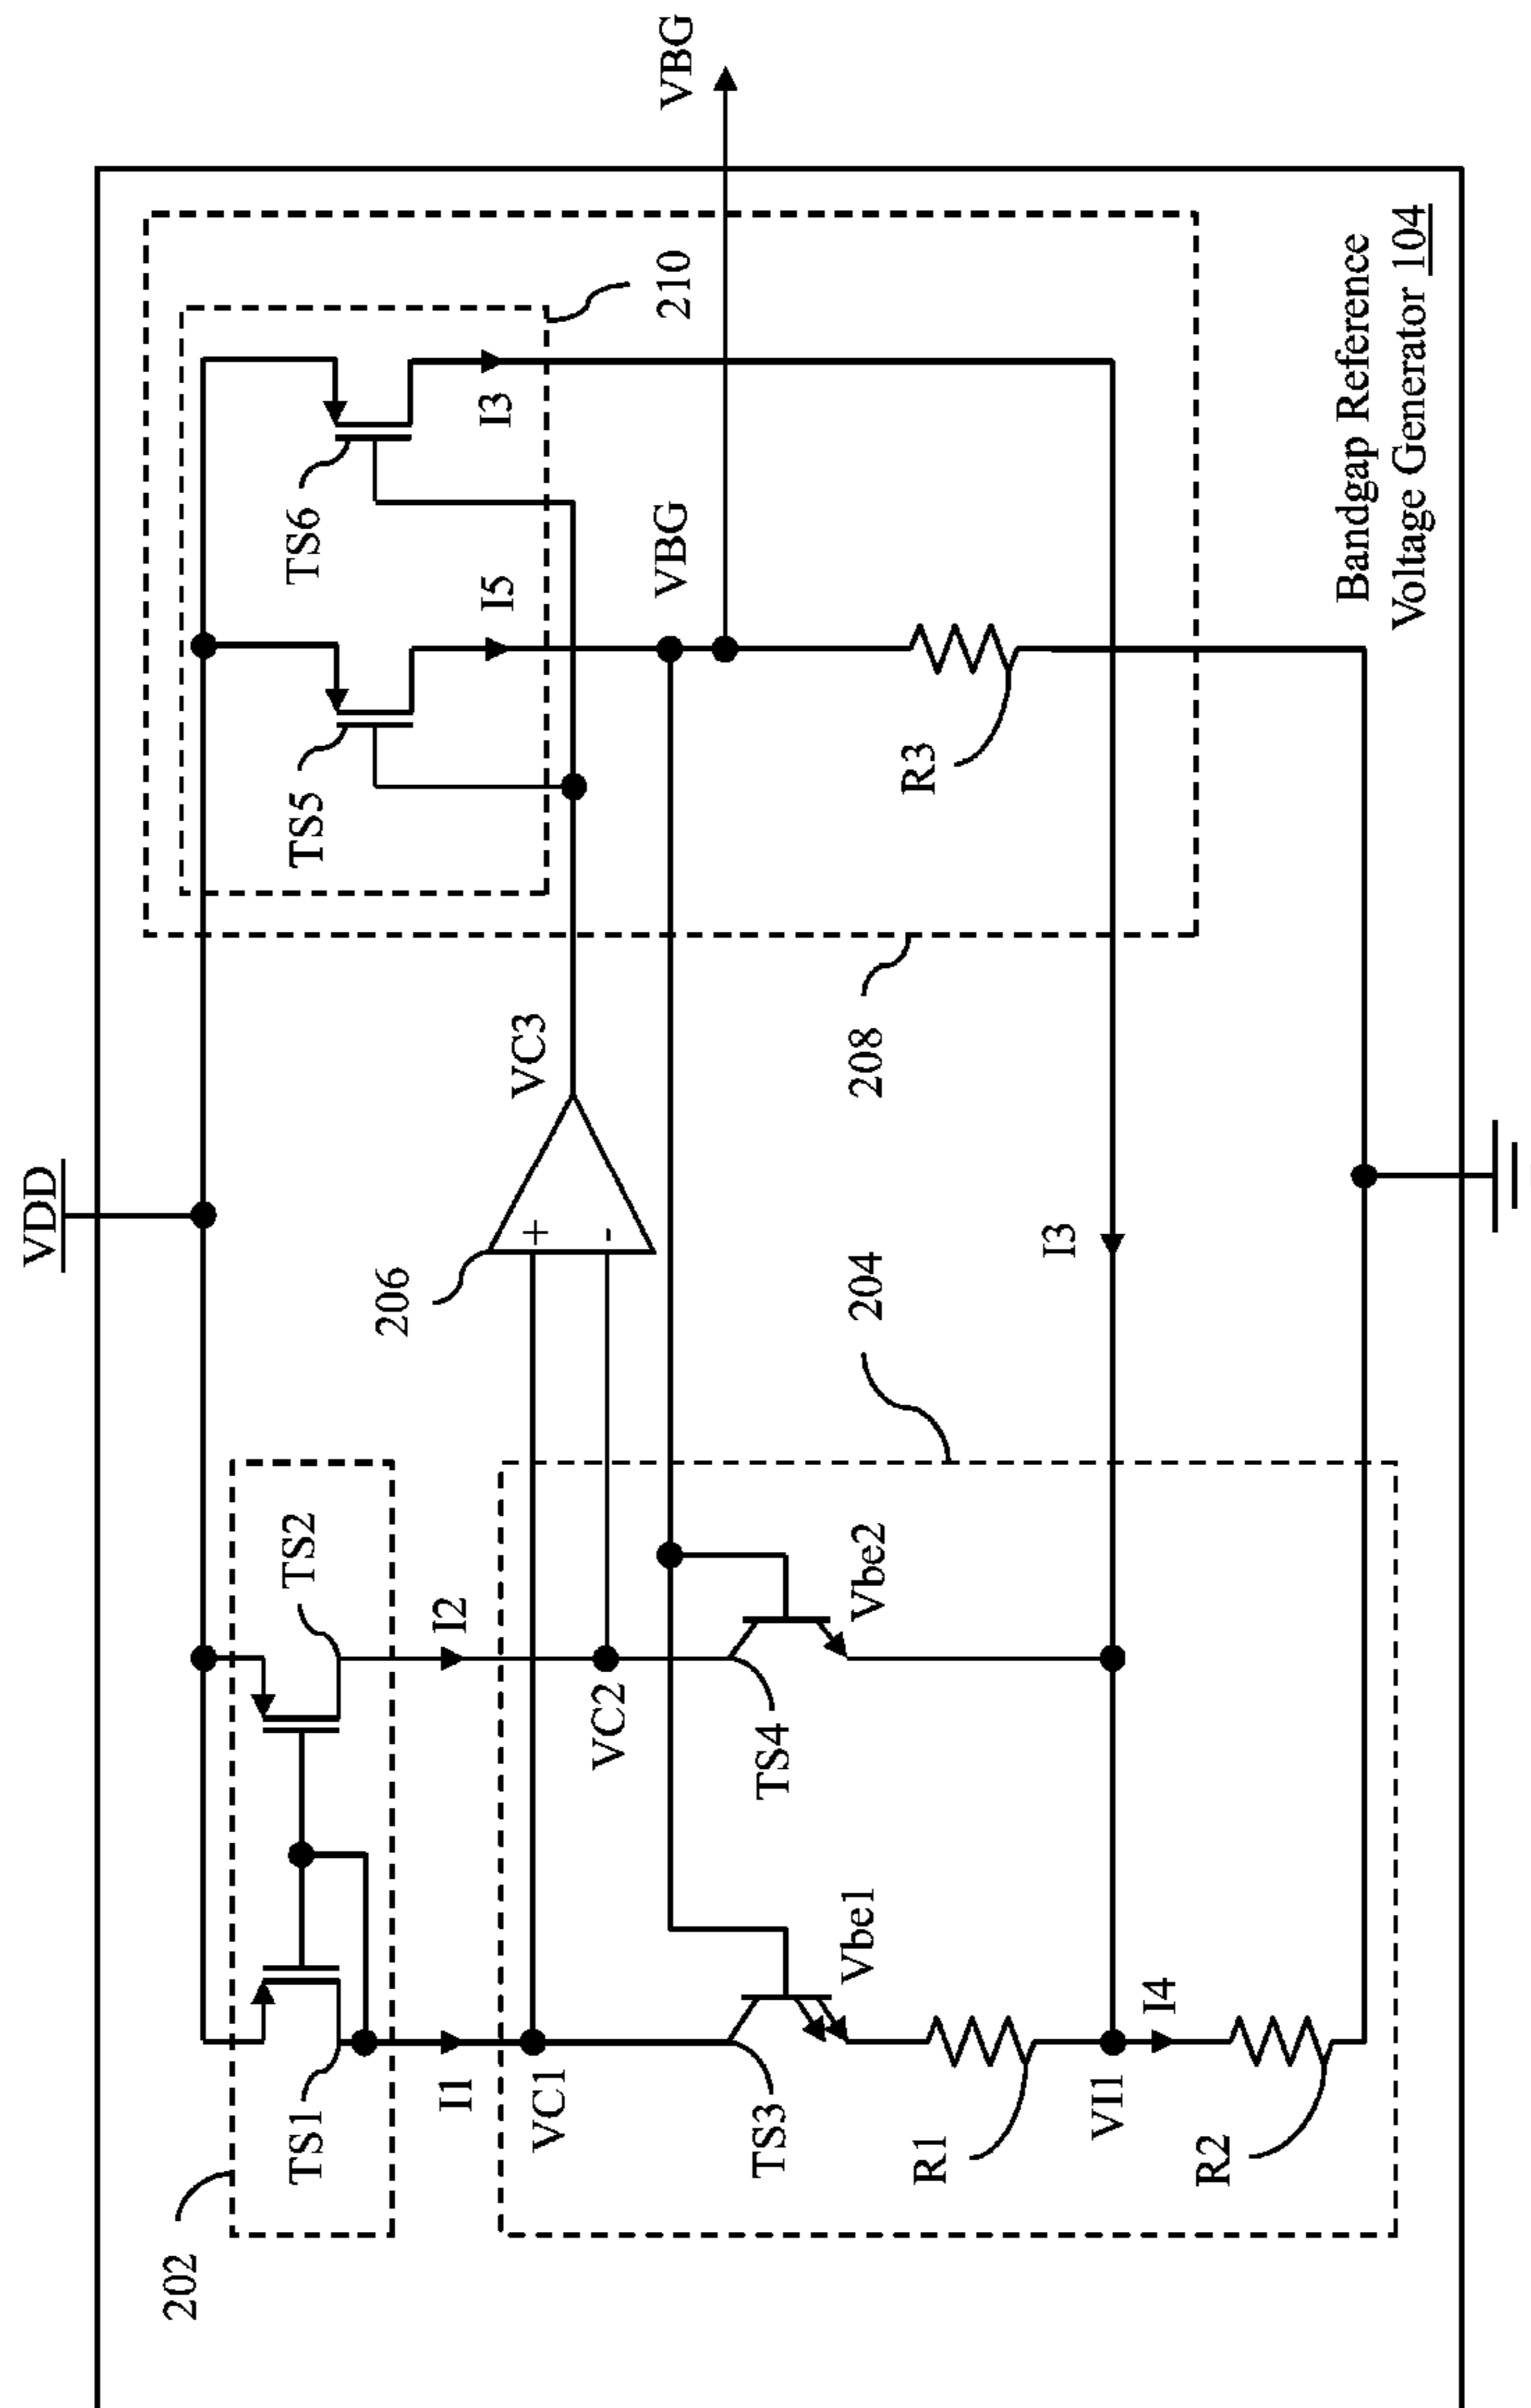 VDD
202
TS1
TS2
TS5
TS6
I1
I2
I5
I3
210
206
VC3
VC1
VC2
VBG
VBG
TS3
Vbe1
TS4
Vbe2
204
208
R3
R1
VI1
I4
I3
R2
Bandgap Reference
Voltage Generator 104
+
-